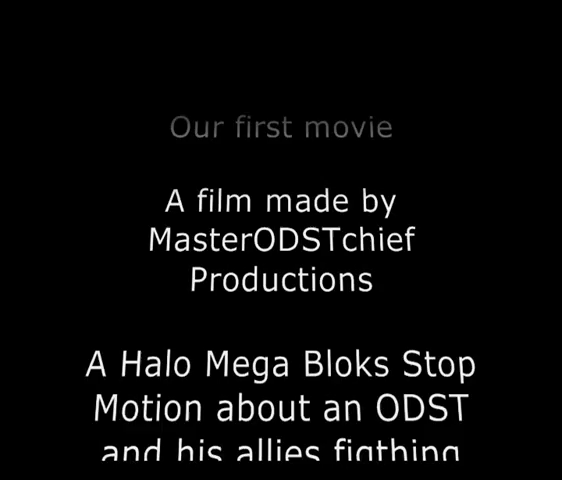 Our first movie
A film made by
MasterODSTchief
Productions
A Halo Mega Bloks Stop
Motion about an ODST
and his allies figthing